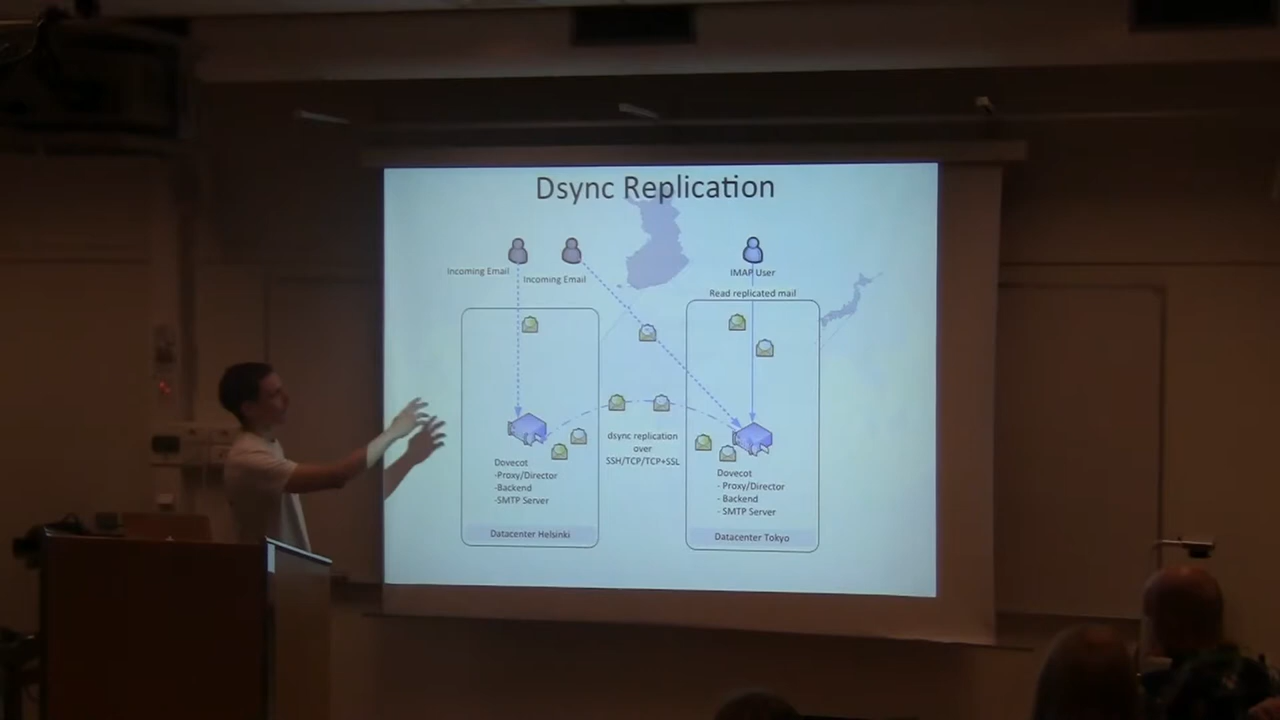 Dsync Replication
Incoming Email
Incoming Email
IMAP User
Read replicated mail
dsync replication
over
SSH/TCP/TCP+SSL
Dovecot
-Proxy/Director
-Backend
-SMTP Server
Datacenter Helsinki
Dovecot
- Proxy/Director
- Backend
- SMTP Server
Datacenter Tokyo